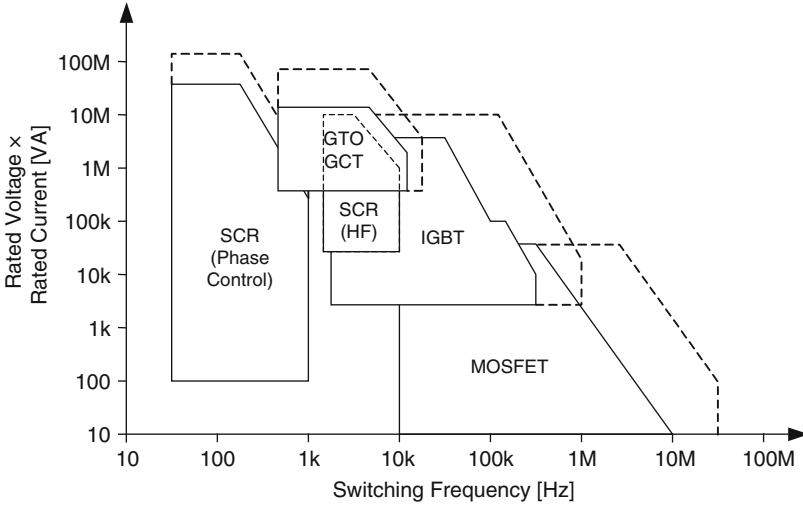 Rated Voltage ×
Rated Current [VA]
100M
10M
1M
100k
10k
1k
100
10
GTO
GCT
SCR
(HF)
SCR
(Phase
Control)
IGBT
MOSFET
10
100
1k
10k
100k
1M
10M
100M
Switching Frequency [Hz]